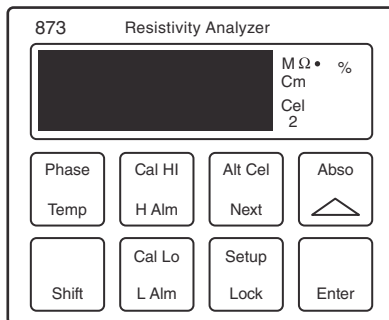 873 Resistivity Analyzer
M Ω • %
Cm
Cel
2
Phase Cal HI Alt Cel Abso
Temp H Alm Next
Cal Lo Setup
Shift L Alm Lock Enter